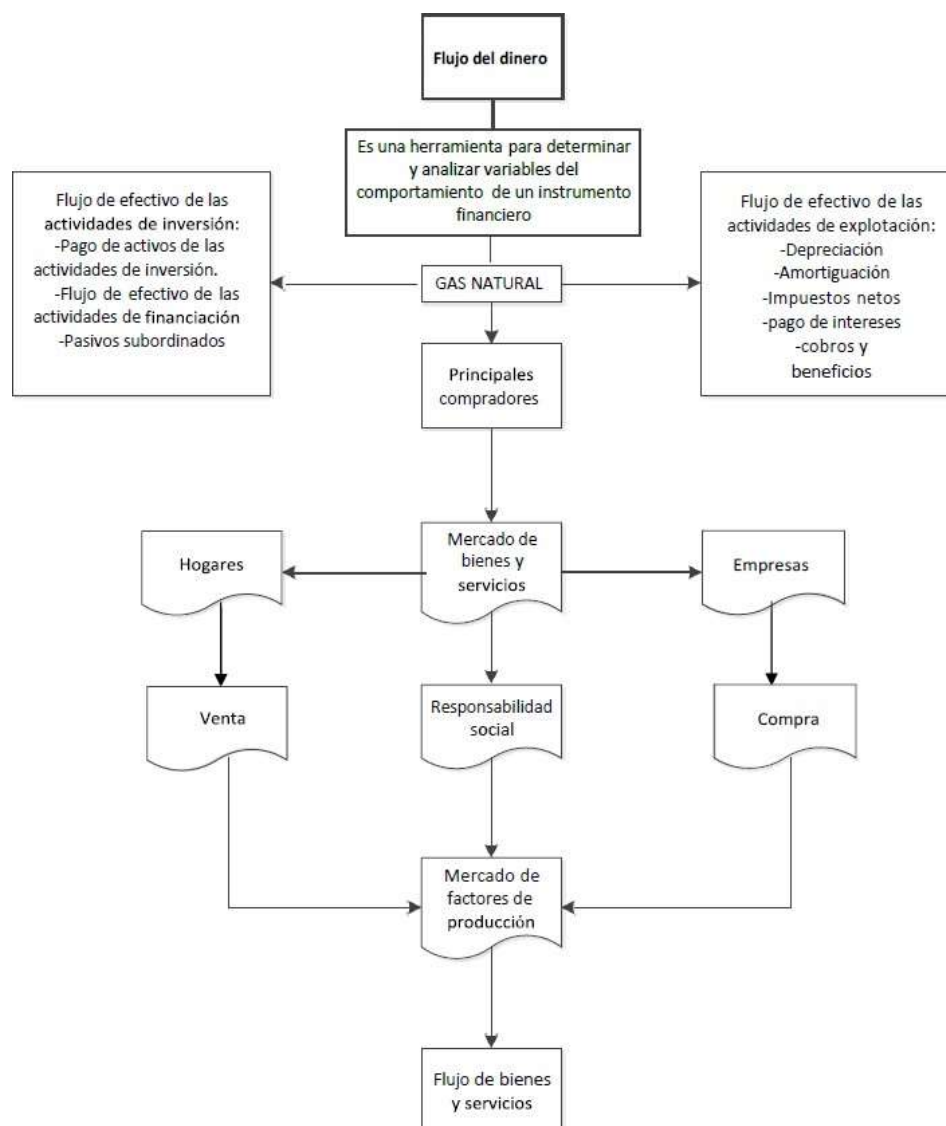 Flujo del dinero
Es una herramienta para determinar
y analizar variables del
comportamiento de un instrumento
financiero
Flujo de efectivo de las
actividades de inversión:
-Pago de activos de las
actividades de inversión.
-Flujo de efectivo de las
actividades de financiación
-Pasivos subordinados
GAS NATURAL
Flujo de efectivo de las
actividades de explotación:
-Depreciación
-Amortiguación
-Impuestos netos
-pago de intereses
-cobros y
beneficios
Principales
compradores
Hogares
Mercado de
bienes y
servicios
Empresas
Venta
Responsabilidad
social
Compra
Mercado de
factores de
producción
Flujo de bienes
y servicios